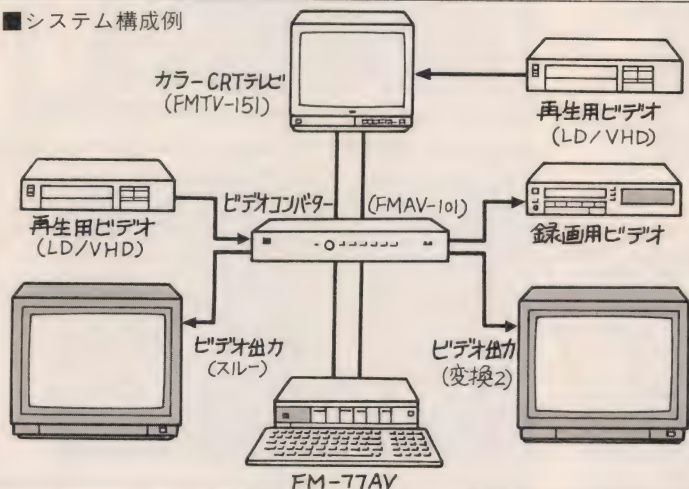 ■システム構成例
カラーCRTテレビ
(FMTV-151)
再生用ビデオ
(LD/VHD)
ビデオコンバーター
(FMAV-101)
再生用ビデオ
(LD/VHD)
録画用ビデオ
ビデオ出力
(スルー)
ビデオ出力
(変換2)
FM-77AV